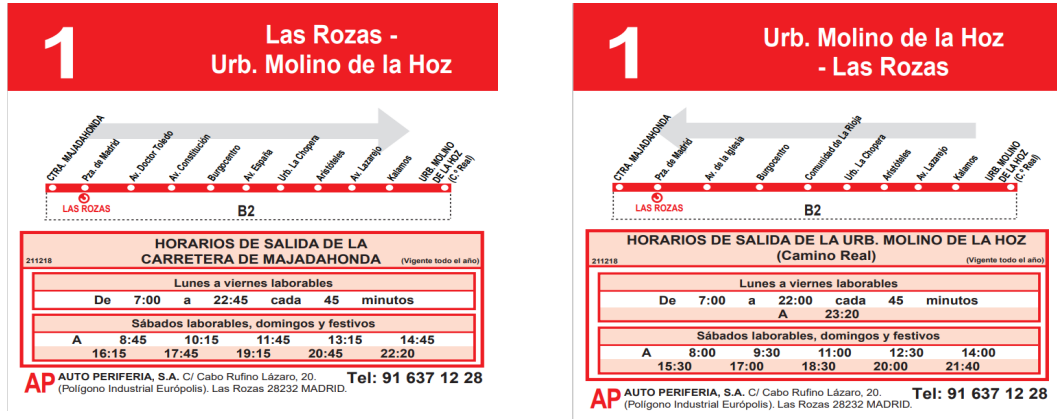 1
Las Rozas -
Urb. Molino de la Hoz
CTRA. MAJADAHONDA
Pza. de Madrid
Av. Doctor Toledo
Av. Constitución
Burgocentro
Av. España
Urb. La Chopera
Aristóteles
Av. Lazarejo
Kalamos
URB. MOLINO
DE LA HOZ
(C.º Real)
LAS ROZAS
B2
HORARIOS DE SALIDA DE LA
CARRETERA DE MAJADAHONDA
211218
(Vigente todo el año)
Lunes a viernes laborables
De 7:00 a 22:45 cada 45 minutos
Sábados laborables, domingos y festivos
A 8:45 10:15 11:45 13:15 14:45
16:15 17:45 19:15 20:45 22:20
AP AUTO PERIFERIA, S.A. C/ Cabo Rufino Lázaro, 20. Tel: 91 637 12 28
(Polígono Industrial Európolis). Las Rozas 28232 MADRID.
1
Urb. Molino de la Hoz
- Las Rozas
CTRA. MAJADAHONDA
Pza. de Madrid
Av. de la Iglesia
Burgocentro
Comunidad de La Rioja
Urb. La Chopera
Aristóteles
Av. Lazarejo
Kalamos
URB. MOLINO
DE LA HOZ
(C.º Real)
LAS ROZAS
B2
HORARIOS DE SALIDA DE LA URB. MOLINO DE LA HOZ
(Camino Real)
211218
(Vigente todo el año)
Lunes a viernes laborables
De 7:00 a 22:00 cada 45 minutos
A 23:20
Sábados laborables, domingos y festivos
A 8:00 9:30 11:00 12:30 14:00
15:30 17:00 18:30 20:00 21:40
AP AUTO PERIFERIA, S.A. C/ Cabo Rufino Lázaro, 20. Tel: 91 637 12 28
(Polígono Industrial Európolis). Las Rozas 28232 MADRID.